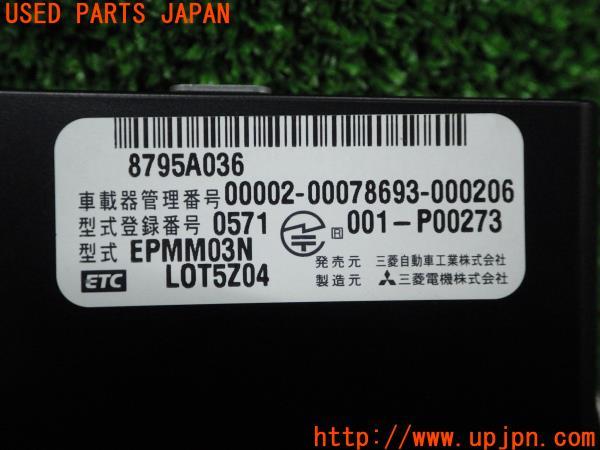 USED PARTS JAPAN
8795A036
車載器管理番号 00002-00078693-000206
型式登録番号 0571 R 001-P00273
型式 EPMM03N
ETC LOT5Z04
発売元 三菱自動車工業株式会社
製造元 三菱電機株式会社
UPJ
http://www.upjpn.com/